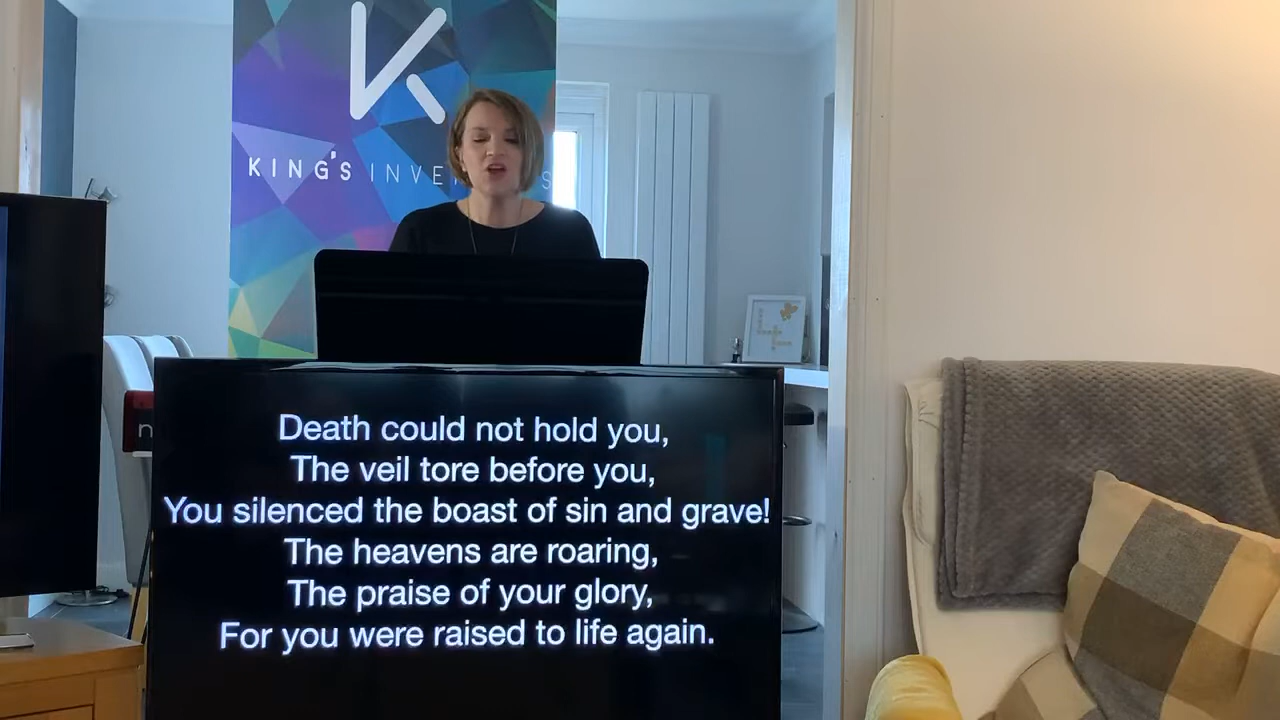 K
KING'S INVE
Death could not hold you,
The veil tore before you,
You silenced the boast of sin and grave!
The heavens are roaring,
The praise of your glory,
For you were raised to life again.